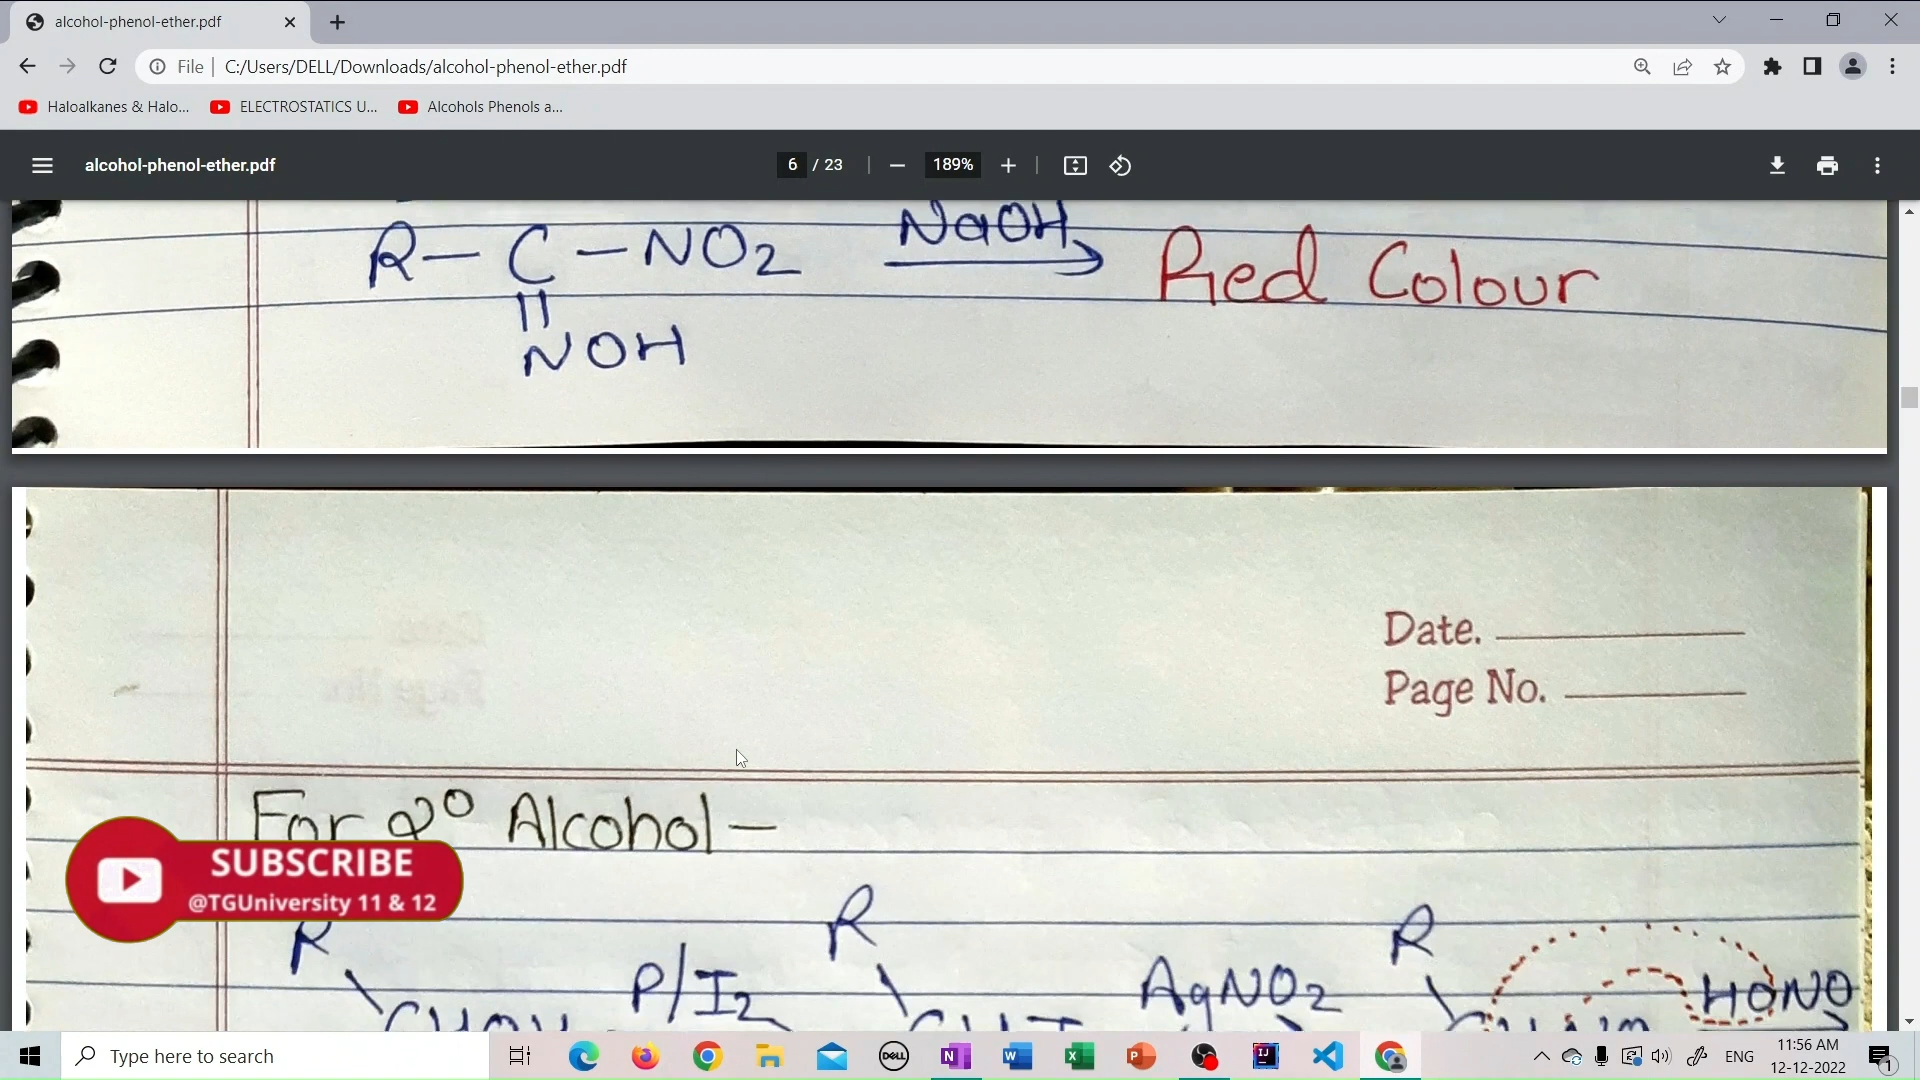 alcohol-phenol-ether.pdf
File C:/Users/DELL/Downloads/alcohol-phenol-ether.pdf
Haloalkanes & Halo... ELECTROSTATICS U... Alcohols Phenols a...
alcohol-phenol-ether.pdf 6 / 23 189%
R - C - NO2 NaOH Red Colour
NOH
Date.
Page No.
For 2° Alcohol -
SUBSCRIBE
@TGUniversity 11 & 12
R R R
P/I2 AgNO2 HONO
Type here to search
ENG 11:56 AM
12-12-2022
1